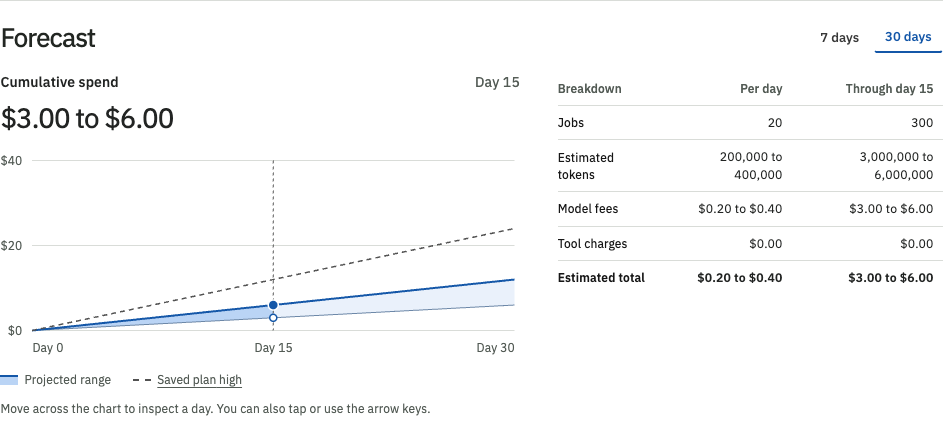 Forecast
7 days
30 days
Cumulative spend
Day 15
$3.00 to $6.00
$40
$20
$0
Day 0
Day 15
Day 30
Projected range
Saved plan high
Move across the chart to inspect a day. You can also tap or use the arrow keys.
Breakdown Per day Through day 15
Jobs 20 300
Estimated 200,000 to 3,000,000 to
tokens 400,000 6,000,000
Model fees $0.20 to $0.40 $3.00 to $6.00
Tool charges $0.00 $0.00
Estimated total $0.20 to $0.40 $3.00 to $6.00